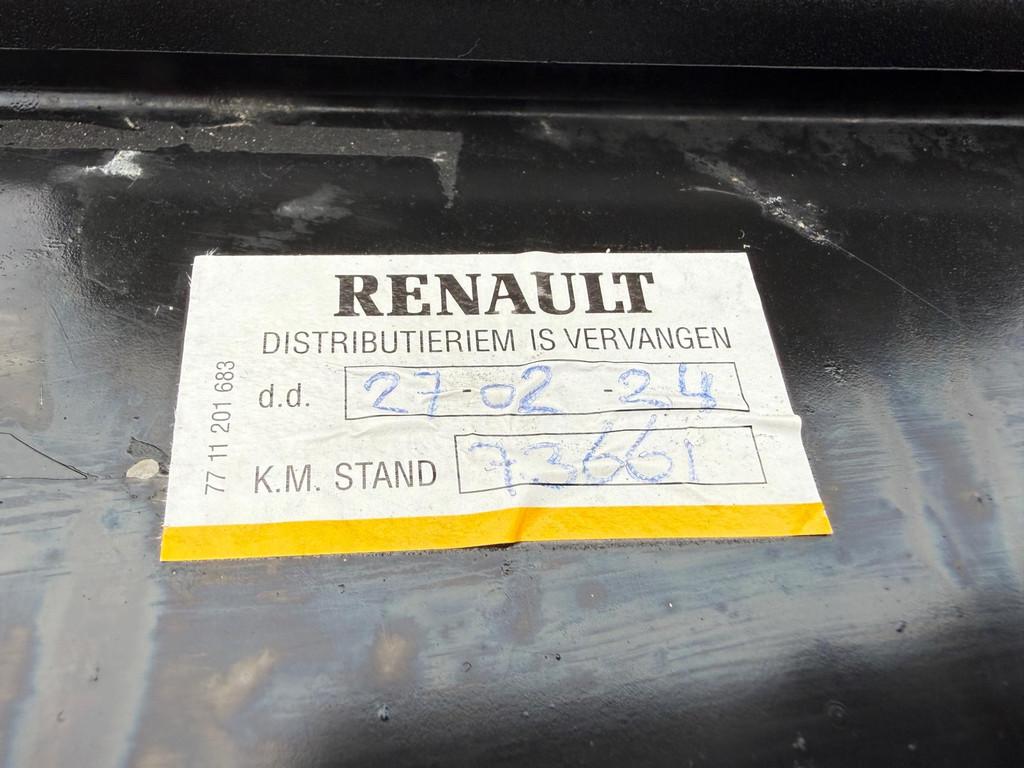 RENAULT
DISTRIBUTIERIEM IS VERVANGEN
d.d. 27-02-24
K.M. STAND 73661
77 11 201 683